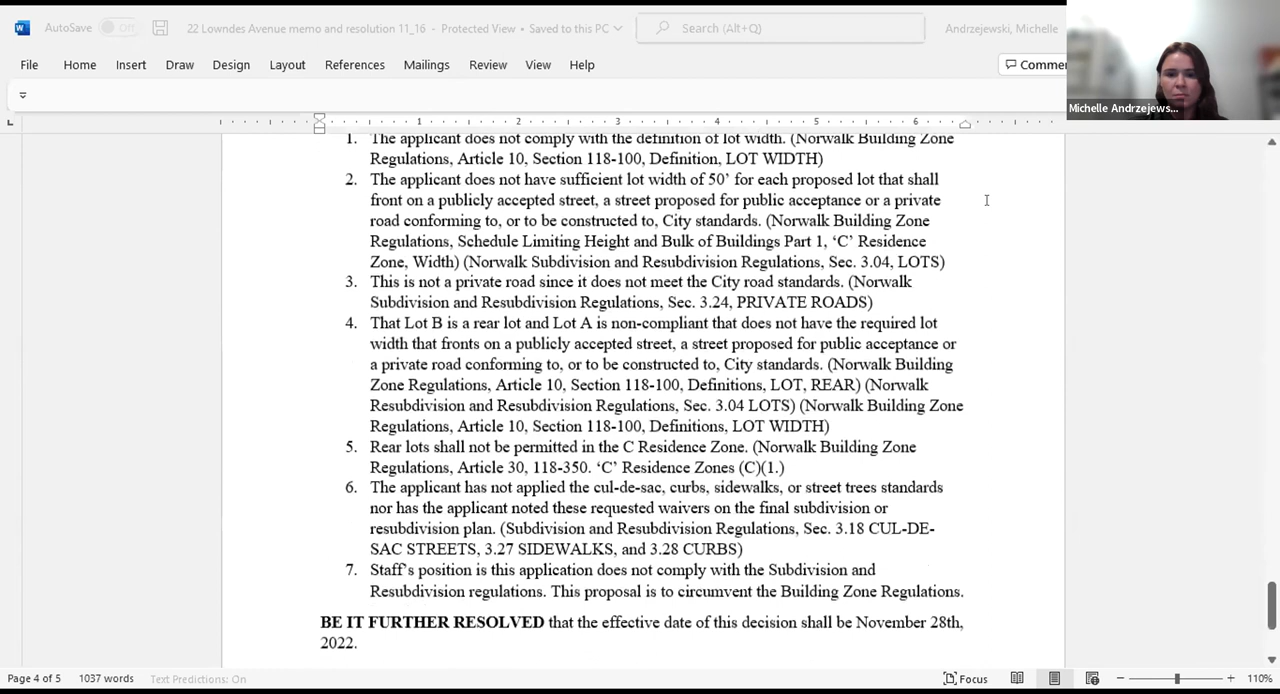 AutoSave Off 22 Lowndes Avenue memo and resolution 11_16 - Protected View • Saved to this PC Search (Alt+Q) Andrzejewski, Michelle
File Home Insert Draw Design Layout References Mailings Review View Help
Michelle Andrzejews...
1 2 3 4 5 6
1. The applicant does not comply with the definition of lot width. (Norwalk Building Zone
Regulations, Article 10, Section 118-100, Definition, LOT WIDTH)
2. The applicant does not have sufficient lot width of 50’ for each proposed lot that shall
front on a publicly accepted street, a street proposed for public acceptance or a private
road conforming to, or to be constructed to, City standards. (Norwalk Building Zone
Regulations, Schedule Limiting Height and Bulk of Buildings Part 1, ‘C’ Residence
Zone, Width) (Norwalk Subdivision and Resubdivision Regulations, Sec. 3.04, LOTS)
3. This is not a private road since it does not meet the City road standards. (Norwalk
Subdivision and Resubdivision Regulations, Sec. 3.24, PRIVATE ROADS)
4. That Lot B is a rear lot and Lot A is non-compliant that does not have the required lot
width that fronts on a publicly accepted street, a street proposed for public acceptance or
a private road conforming to, or to be constructed to, City standards. (Norwalk Building
Zone Regulations, Article 10, Section 118-100, Definitions, LOT, REAR) (Norwalk
Resubdivision and Resubdivision Regulations, Sec. 3.04 LOTS) (Norwalk Building Zone
Regulations, Article 10, Section 118-100, Definitions, LOT WIDTH)
5. Rear lots shall not be permitted in the C Residence Zone. (Norwalk Building Zone
Regulations, Article 30, 118-350. ‘C’ Residence Zones (C)(1.)
6. The applicant has not applied the cul-de-sac, curbs, sidewalks, or street trees standards
nor has the applicant noted these requested waivers on the final subdivision or
resubdivision plan. (Subdivision and Resubdivision Regulations, Sec. 3.18 CUL-DE-
SAC STREETS, 3.27 SIDEWALKS, and 3.28 CURBS)
7. Staff's position is this application does not comply with the Subdivision and
Resubdivision regulations. This proposal is to circumvent the Building Zone Regulations.
BE IT FURTHER RESOLVED that the effective date of this decision shall be November 28th,
2022.
Page 4 of 5 1037 words Text Predictions: On Focus 110%